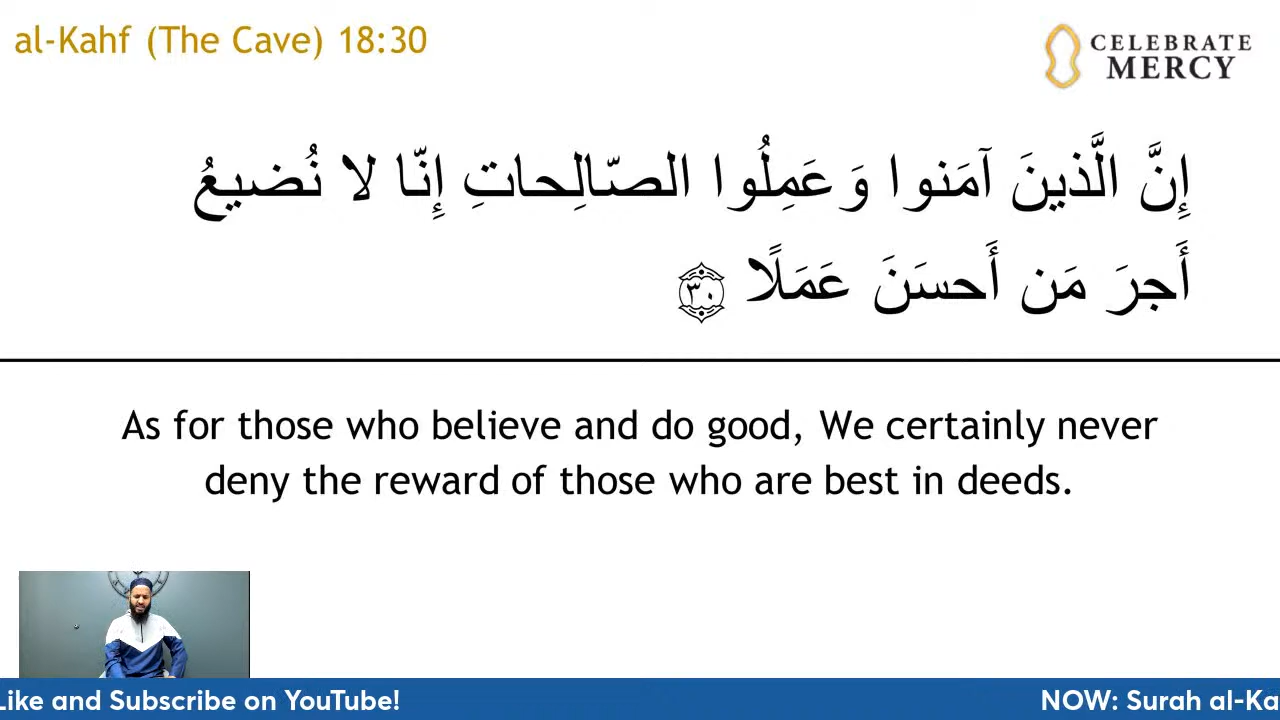 al-Kahf (The Cave) 18:30
CELEBRATE
MERCY
إِنَّ الَّذينَ آمَنوا وَعَمِلُوا الصّالِحاتِ إِنّا لا نُضيعُ
أَجرَ مَن أَحسَنَ عَمَلًا ٣٠
As for those who believe and do good, We certainly never
deny the reward of those who are best in deeds.
Like and Subscribe on YouTube!
NOW: Surah al-Ka